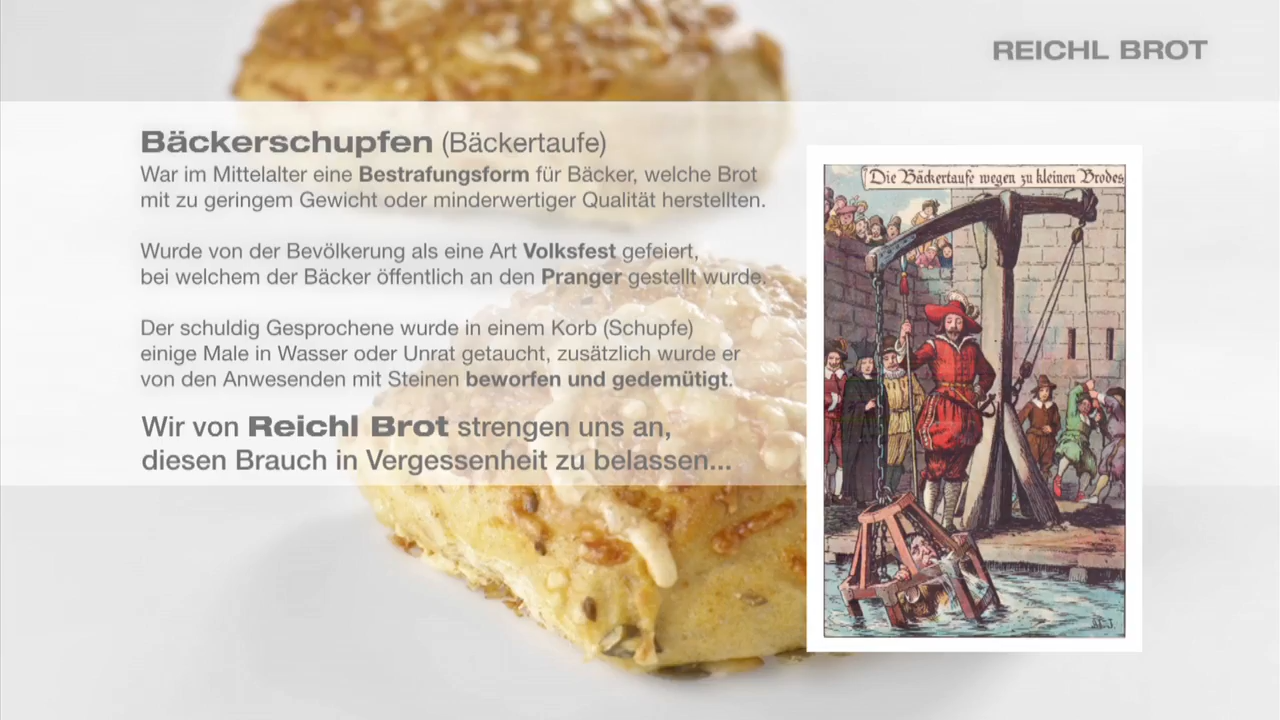 REICHL BROT
Bäckerschupfen (Bäckertaufe)
War im Mittelalter eine Bestrafungsform für Bäcker, welche Brot
mit zu geringem Gewicht oder minderwertiger Qualität herstellten.
Wurde von der Bevölkerung als eine Art Volksfest gefeiert,
bei welchem der Bäcker öffentlich an den Pranger gestellt wurde.
Der schuldig Gesprochene wurde in einem Korb (Schupfe)
einige Male in Wasser oder Unrat getaucht, zusätzlich wurde er
von den Anwesenden mit Steinen beworfen und gedemütigt.
Wir von Reichl Brot strengen uns an,
diesen Brauch in Vergessenheit zu belassen...
Die Bäckertaufe wegen zu kleinen Brodes